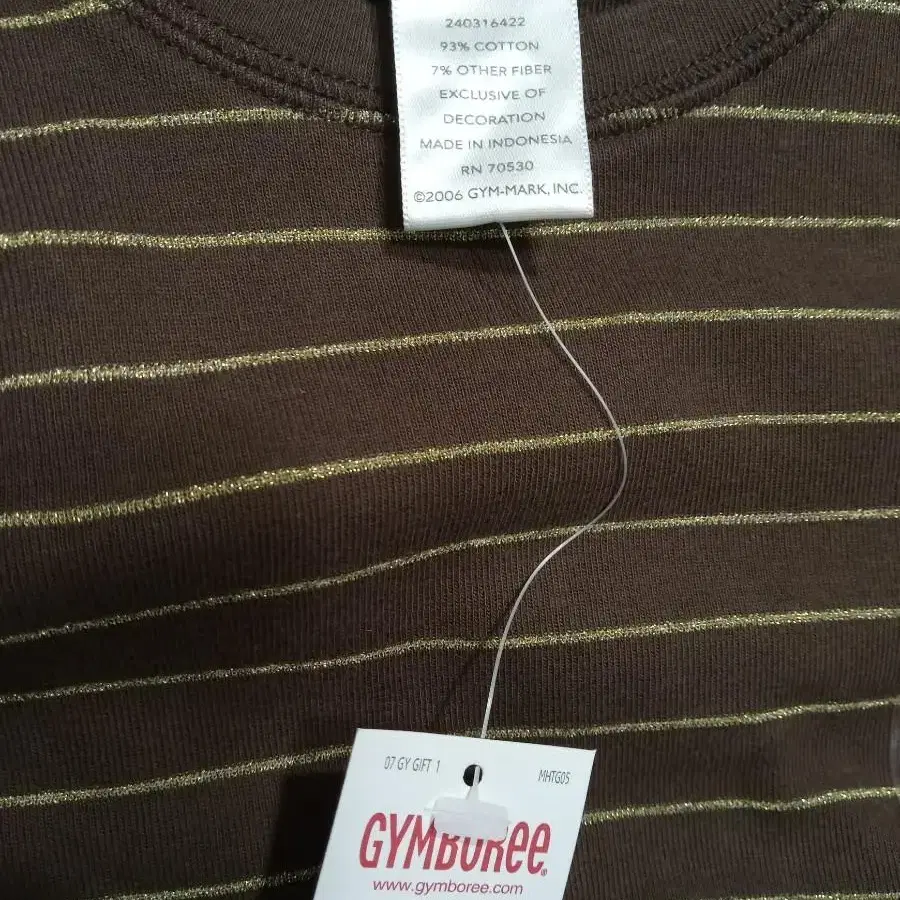 240316422
93% COTTON
7% OTHER FIBER
EXCLUSIVE OF
DECORATION
MADE IN INDONESIA
RN 70530
©2006 GYM-MARK, INC.
07 GY GIFT 1
MHTG05
GYMBOREE
www.gymboree.com